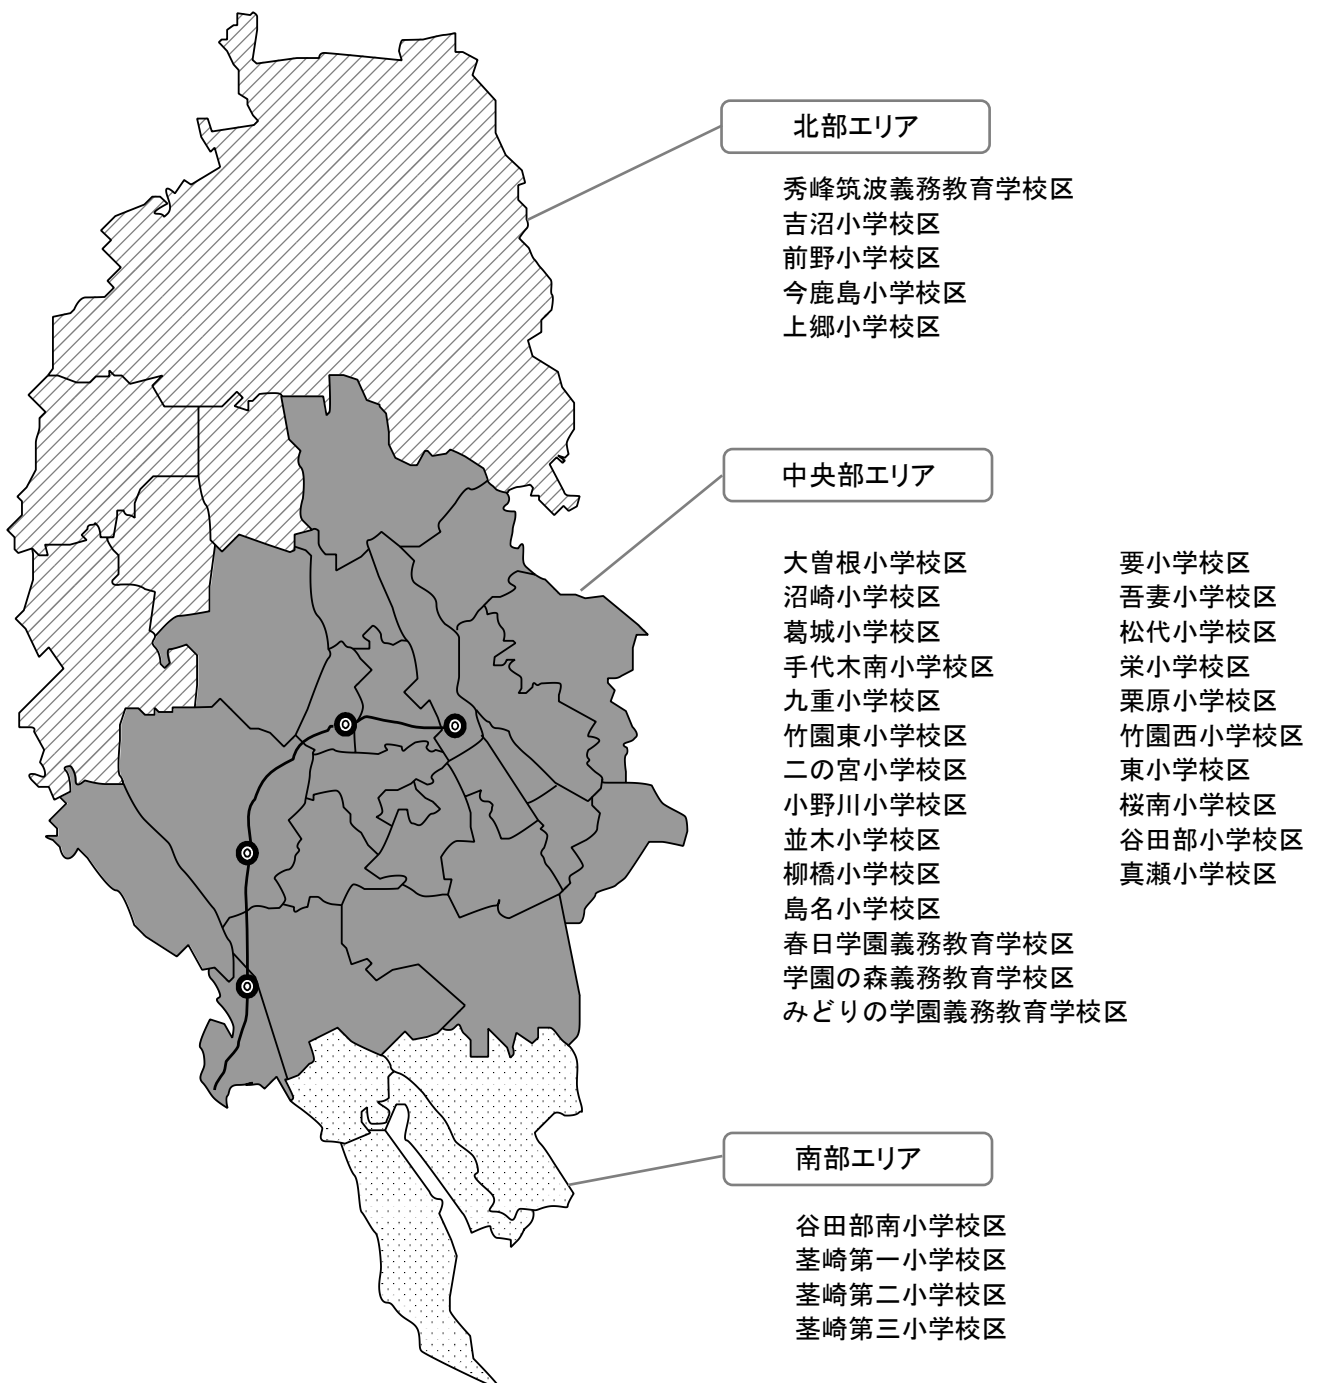 北部エリア
秀峰筑波義務教育学校区
吉沼小学校区
前野小学校区
今鹿島小学校区
上郷小学校区
中央部エリア
大曽根小学校区
沼崎小学校区
葛城小学校区
手代木南小学校区
九重小学校区
竹園東小学校区
二の宮小学校区
小野川小学校区
並木小学校区
柳橋小学校区
島名小学校区
春日学園義務教育学校区
学園の森義務教育学校区
みどりの学園義務教育学校区
要小学校区
吾妻小学校区
松代小学校区
栄小学校区
栗原小学校区
竹園西小学校区
東小学校区
桜南小学校区
谷田部小学校区
真瀬小学校区
南部エリア
谷田部南小学校区
茎崎第一小学校区
茎崎第二小学校区
茎崎第三小学校区